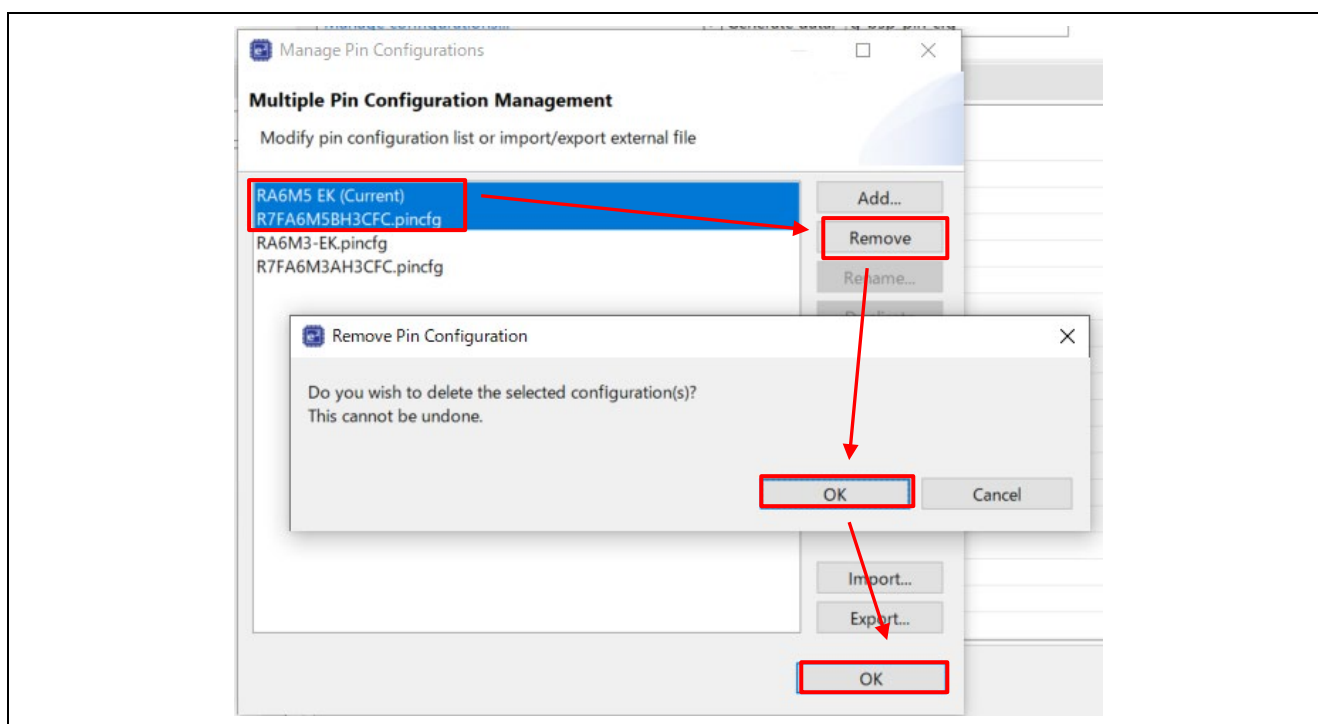 Manage Pin Configurations
Multiple Pin Configuration Management
Modify pin configuration list or import/export external file
RA6M5 EK (Current)
R7FA6M5BH3CFC.pincfg
RA6M3-EK.pincfg
R7FA6M3AH3CFC.pincfg
Add...
Remove
Rename...
Remove Pin Configuration
Do you wish to delete the selected configuration(s)?
This cannot be undone.
OK
Cancel
Import...
Export...
OK